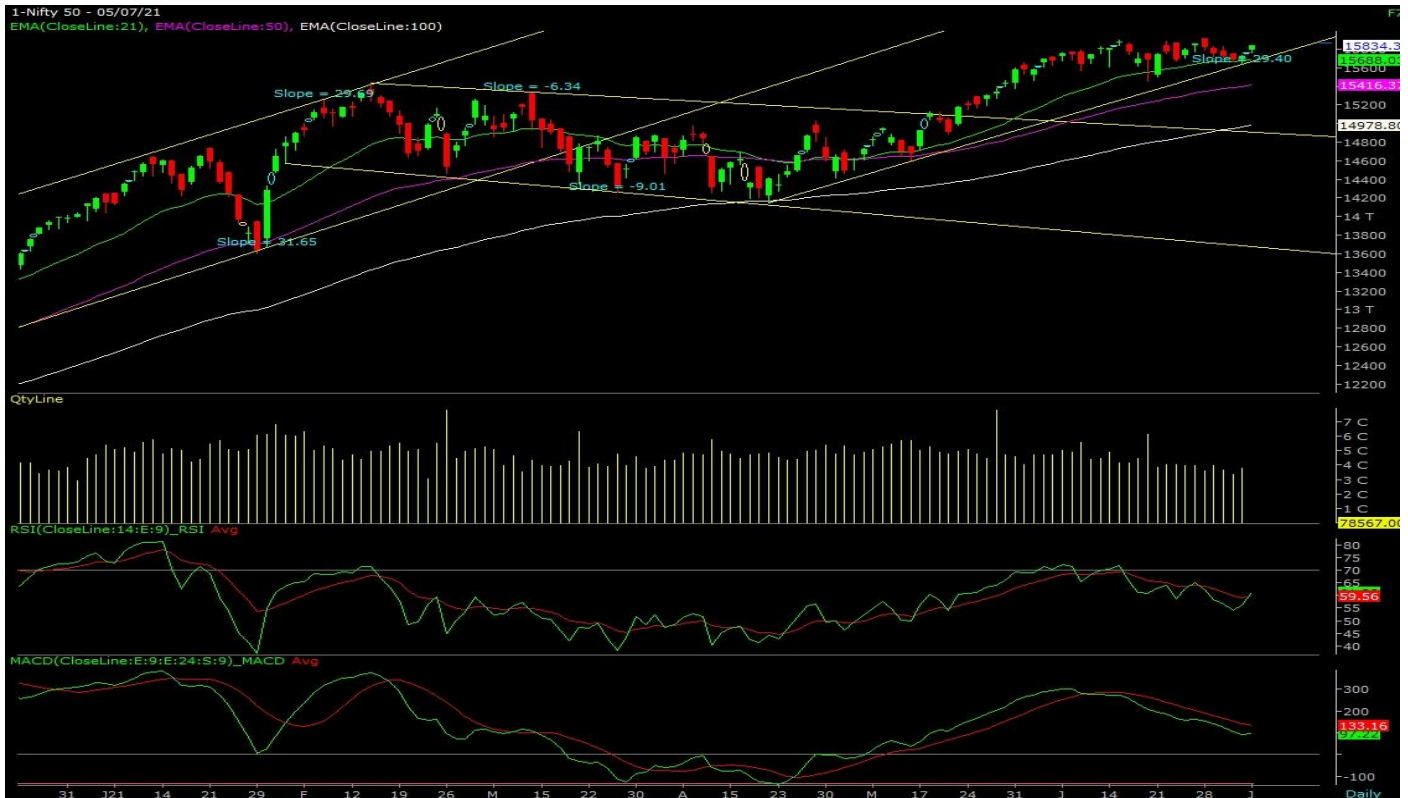 1-Nifty 50 - 05/07/21
EMA(CloseLine:21), EMA(CloseLine:50), EMA(CloseLine:100)
Slope = 29.69
Slope = -6.34
Slope = -9.01
Slope = 31.65
Slope = 29.40
15834.3
15688.03
15600
15416.37
15200
14978.80
14800
14600
14400
14200
14 T
13800
13600
13400
13200
13 T
12800
12600
12400
12200
QtyLine
7 C
6 C
5 C
4 C
3 C
2 C
1 C
78567.00
RSI(CloseLine:14:E:9)_RSI Avg
80
75
70
65
59.56
55
50
45
40
MACD(CloseLine:E:9:E:24:S:9)_MACD Avg
300
200
133.16
97.22
-100
31 J21 14 21 29 F 12 19 26 M 15 22 30 A 15 23 30 M 17 24 31 J 14 21 28 J Daily